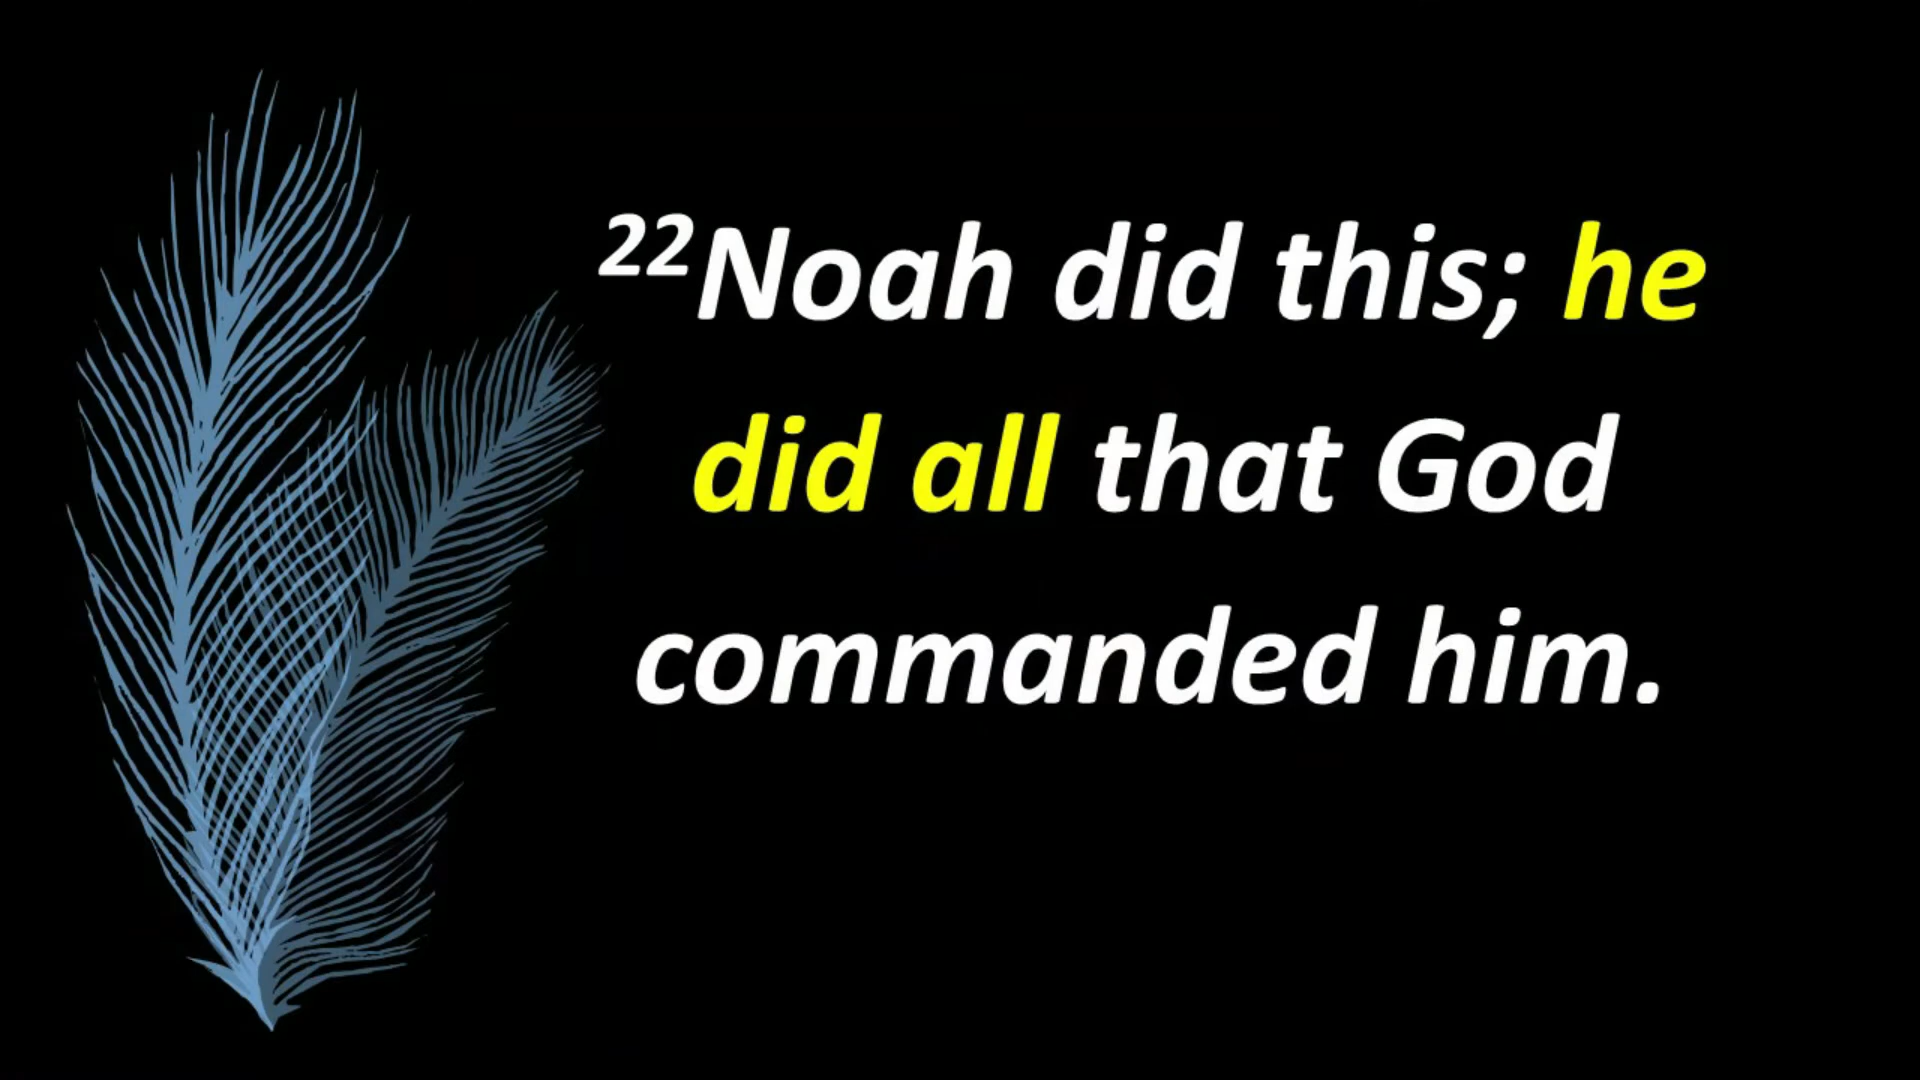 ²²Noah did this; he
did all that God
commanded him.